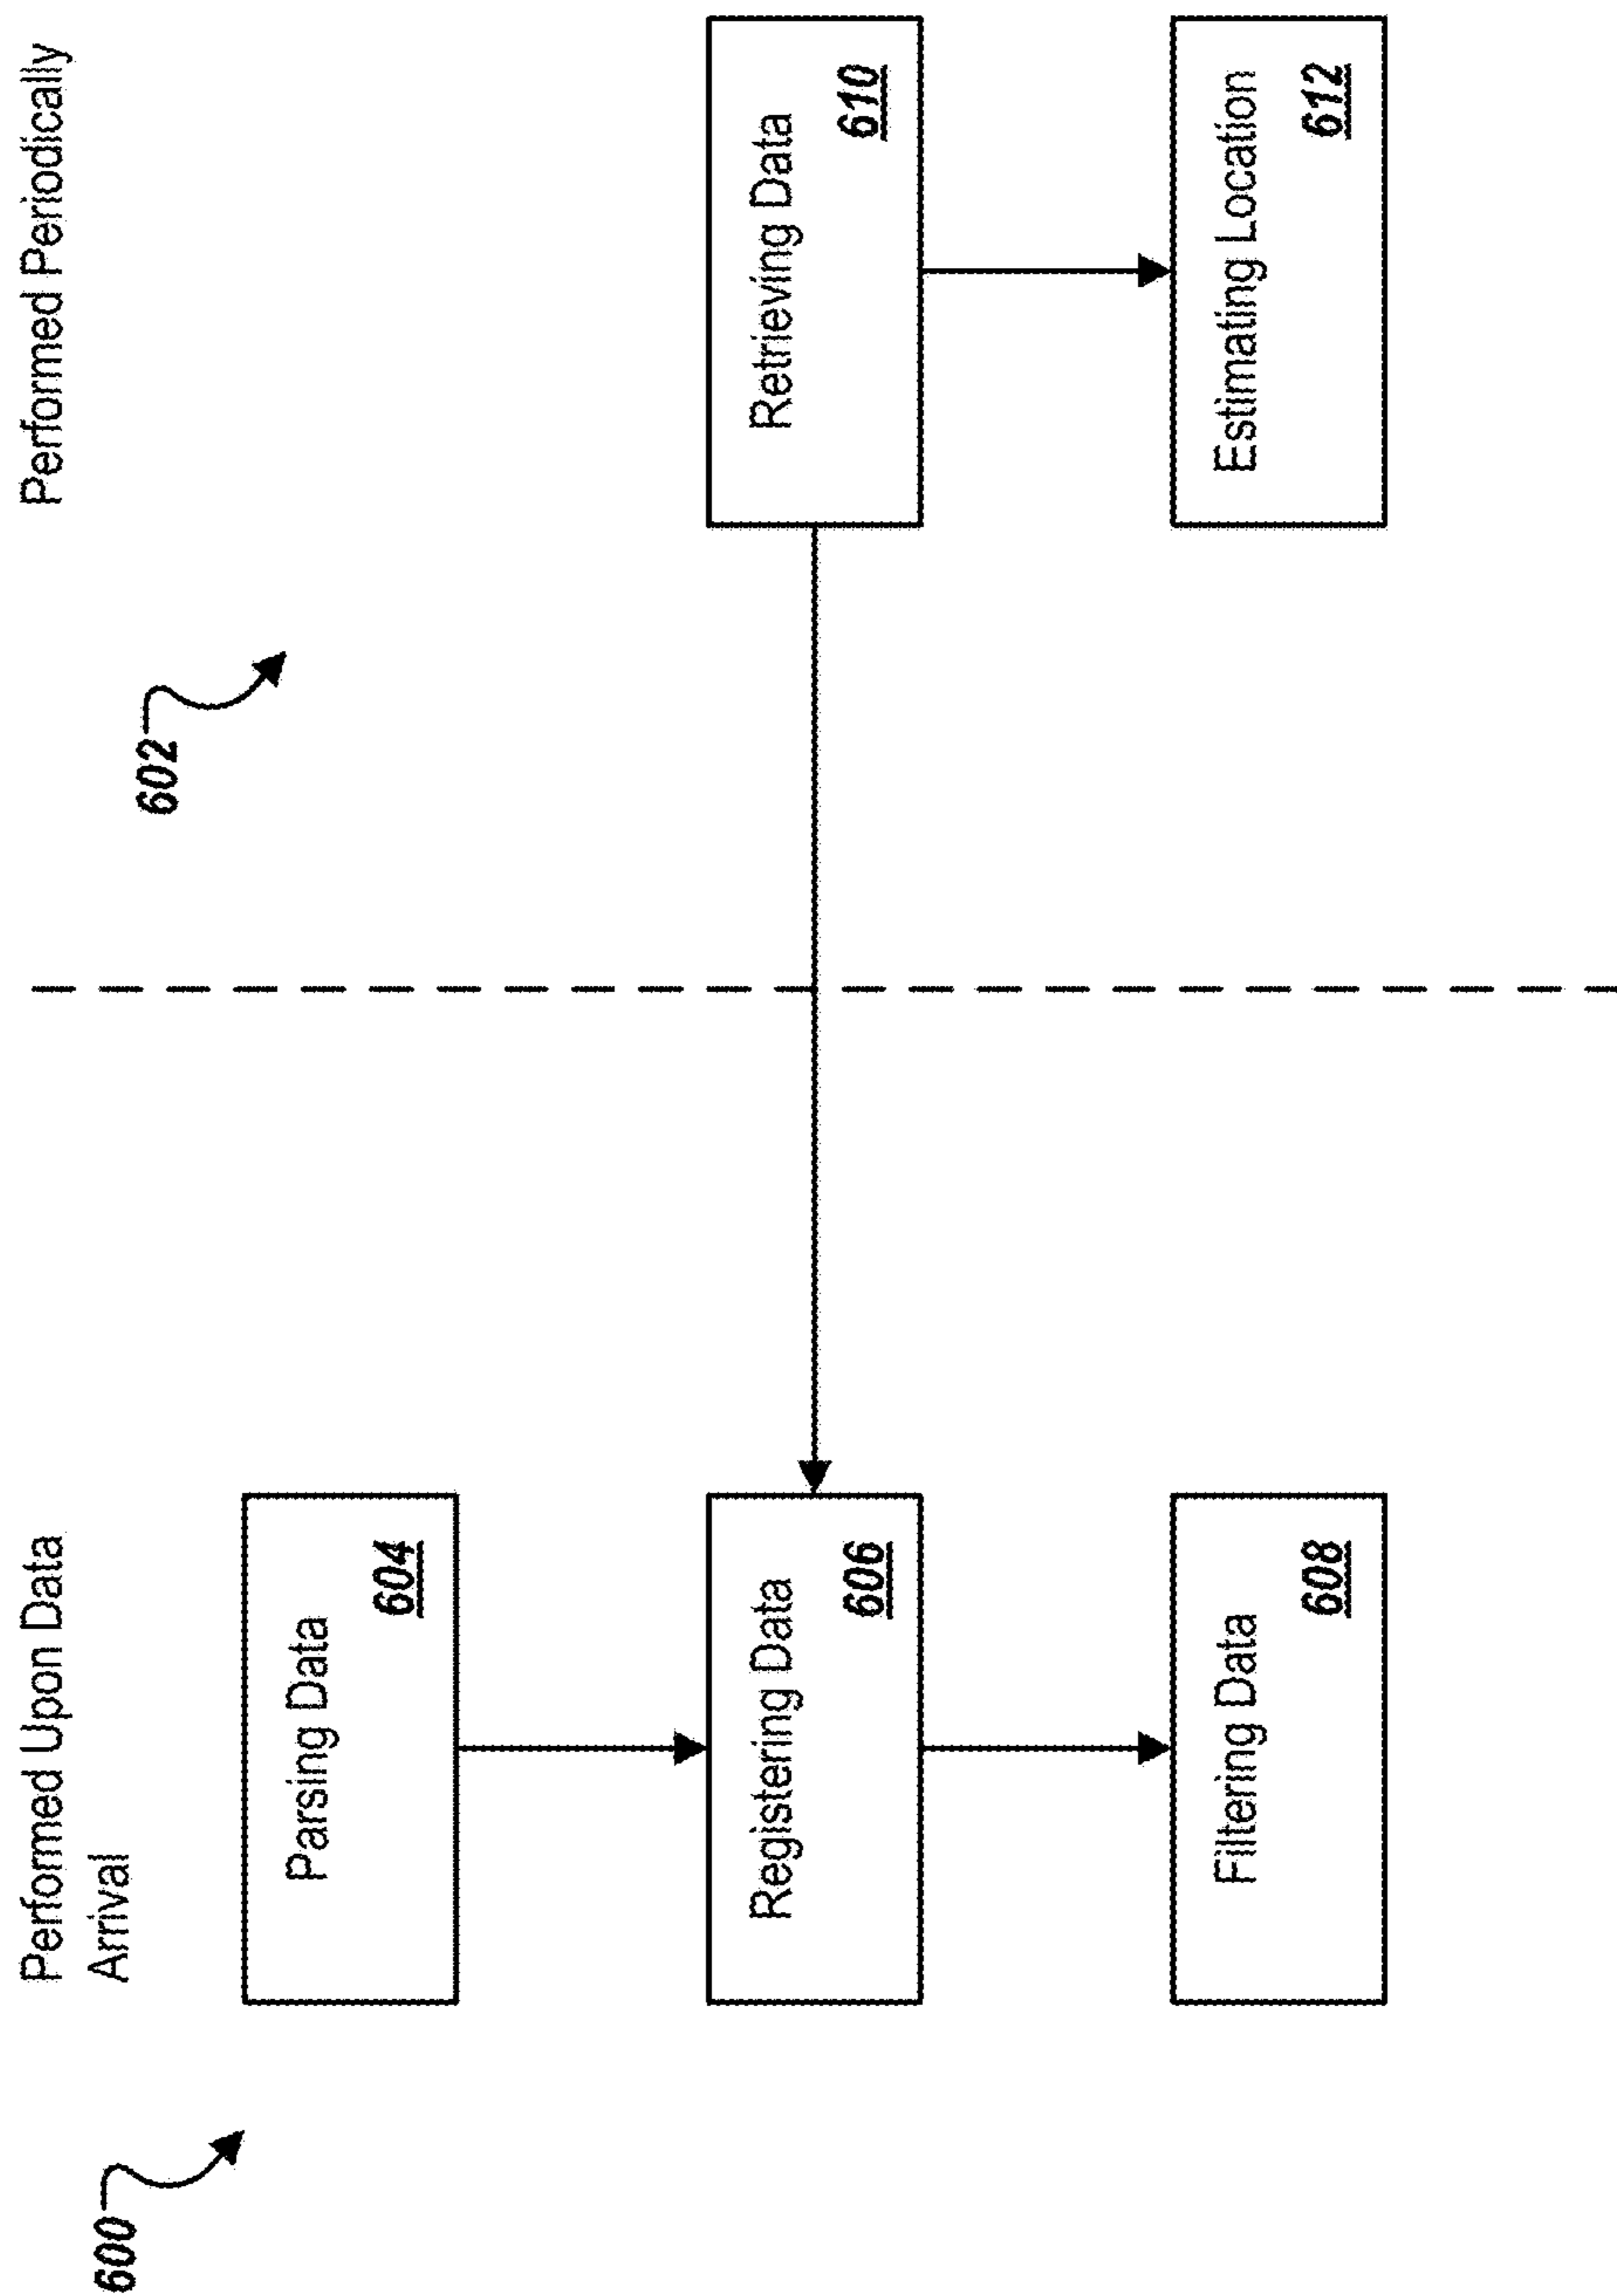 600
Performed Upon Data
Arrival
Parsing Data
604
Registering Data
606
Filtering Data
608
602
Performed Periodically
Retrieving Data
610
Estimating Location
612